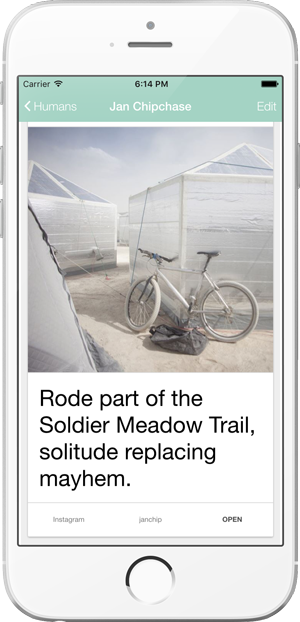 Carrier 6:14 PM
Humans Jan Chipchase Edit
Rode part of the
Soldier Meadow Trail,
solitude replacing
mayhem.
Instagram janchip OPEN